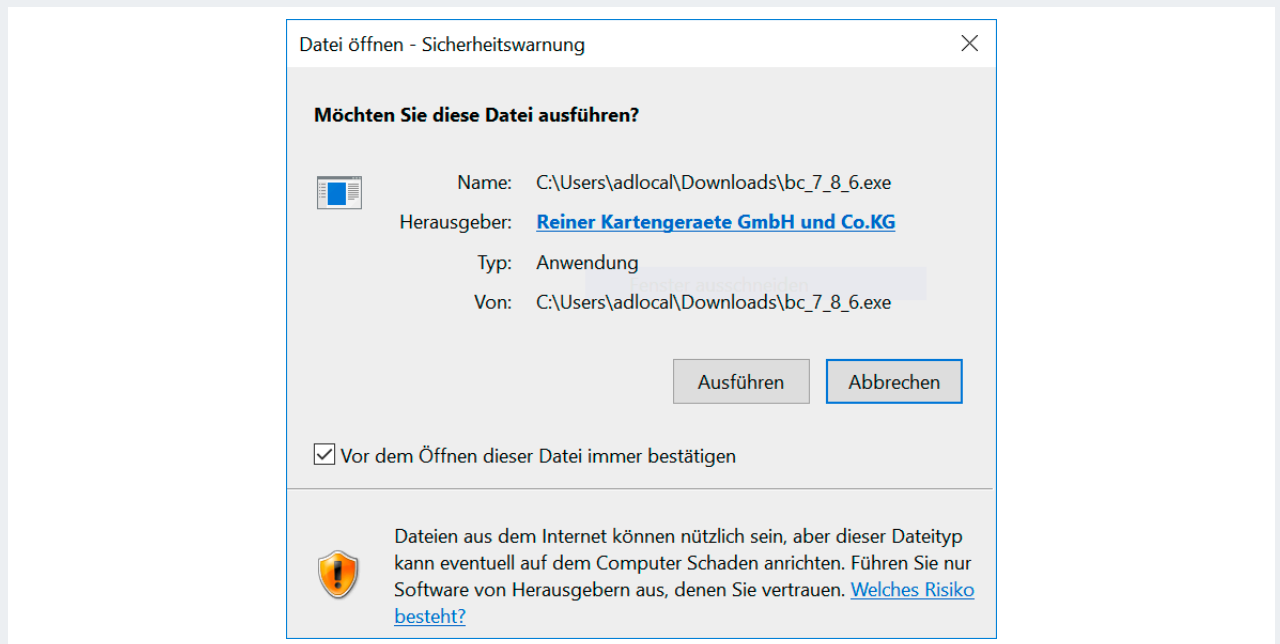 Datei öffnen - Sicherheitswarnung
Möchten Sie diese Datei ausführen?
Name: C:\Users\adlocal\Downloads\bc_7_8_6.exe
Herausgeber: Reiner Kartengeraete GmbH und Co.KG
Typ: Anwendung
Fenster ausschneiden
Von: C:\Users\adlocal\Downloads\bc_7_8_6.exe
Ausführen Abbrechen
Vor dem Öffnen dieser Datei immer bestätigen
Dateien aus dem Internet können nützlich sein, aber dieser Dateityp
kann eventuell auf dem Computer Schaden anrichten. Führen Sie nur
Software von Herausgebern aus, denen Sie vertrauen. Welches Risiko
besteht?